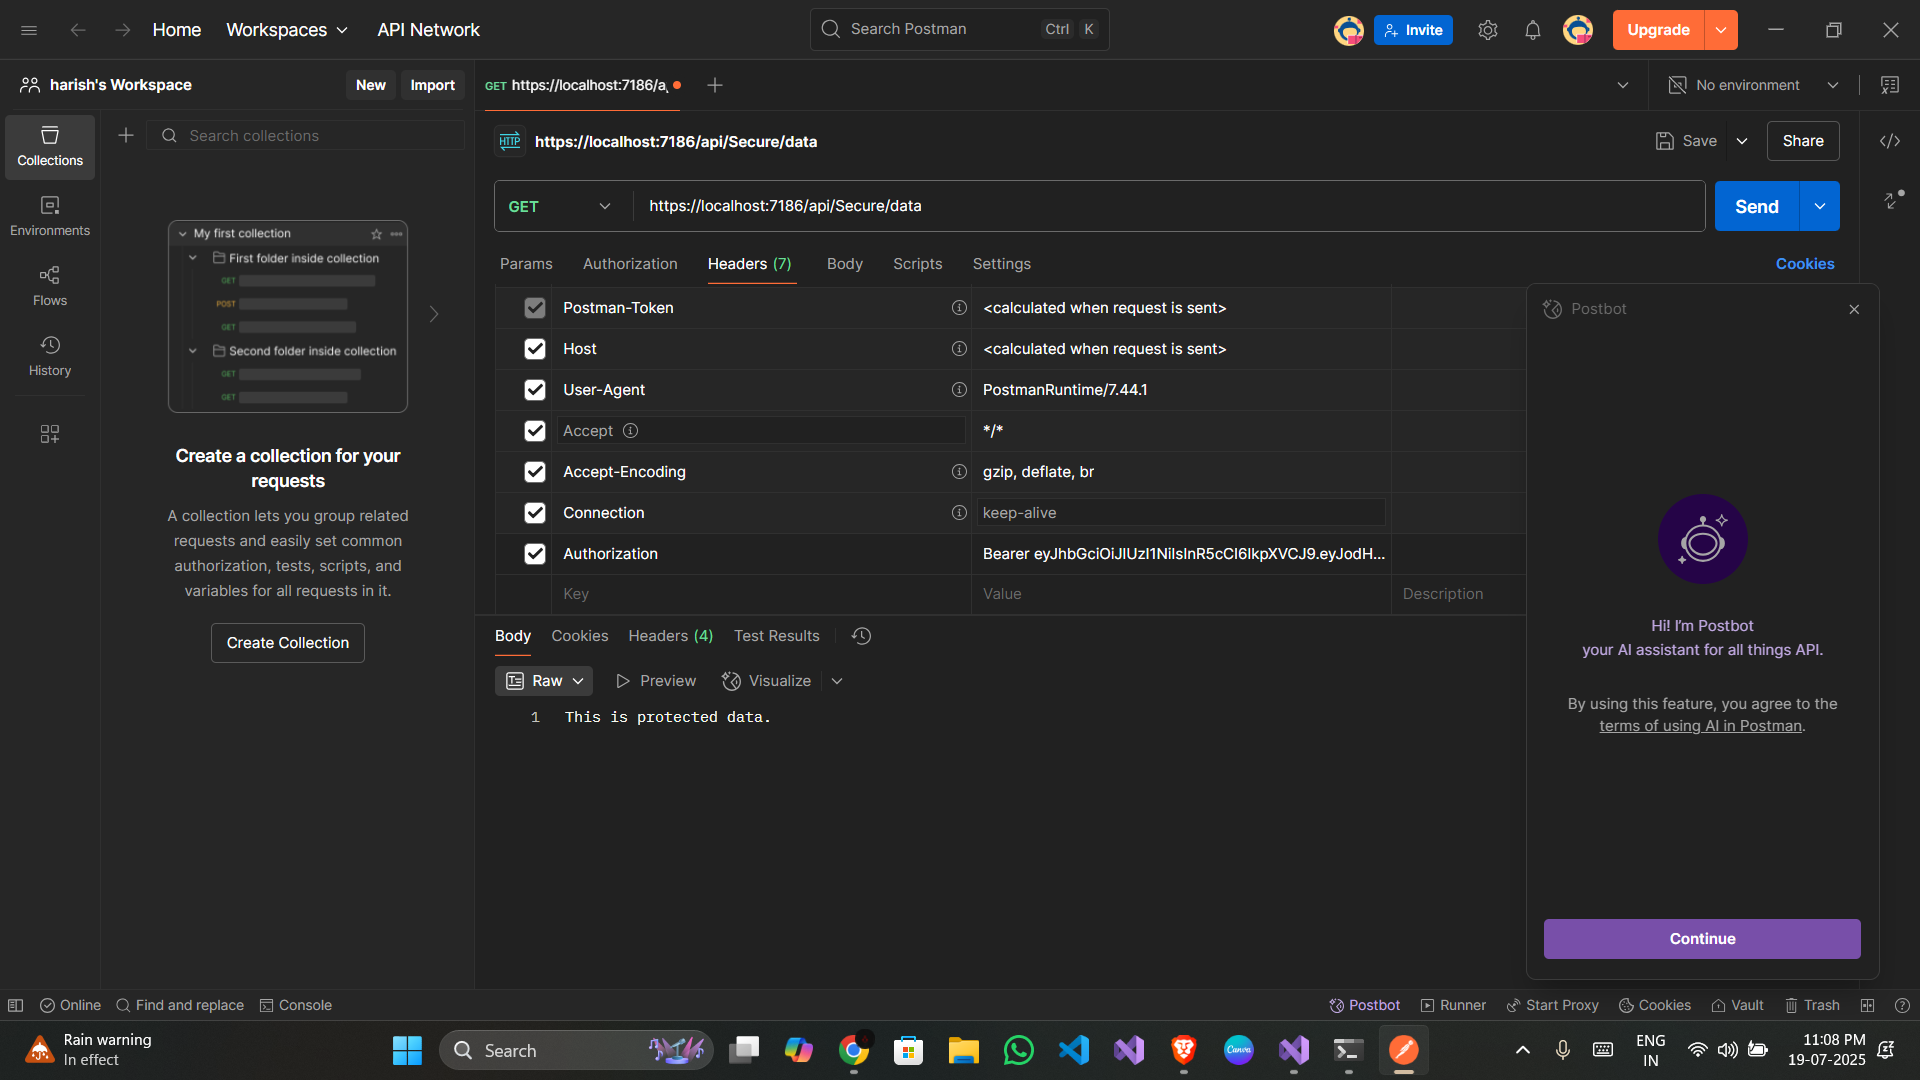 Home
Workspaces
API Network
Search Postman
Ctrl
K
Invite
Upgrade
harish's Workspace
New
Import
GET https://localhost:7186/a
No environment
Collections
Environments
Flows
History
Search collections
My first collection
First folder inside collection
GET
POST
GET
Second folder inside collection
GET
GET
Create a collection for your
requests
A collection lets you group related
requests and easily set common
authorization, tests, scripts, and
variables for all requests in it.
Create Collection
HTTP
https://localhost:7186/api/Secure/data
Save
Share
GET
https://localhost:7186/api/Secure/data
Send
Params
Authorization
Headers (7)
Body
Scripts
Settings
Cookies
Postman-Token
<calculated when request is sent>
Host
<calculated when request is sent>
User-Agent
PostmanRuntime/7.44.1
Accept
*/*
Accept-Encoding
gzip, deflate, br
Connection
keep-alive
Authorization
Bearer eyJhbGciOiJIUzI1NiIsInR5cCI6IkpXVCJ9.eyJodH...
Key
Value
Description
Body
Cookies
Headers (4)
Test Results
Raw
Preview
Visualize
1 This is protected data.
Postbot
Hi! I'm Postbot
your AI assistant for all things API.
By using this feature, you agree to the
terms of using AI in Postman.
Continue
Online
Find and replace
Console
Postbot
Runner
Start Proxy
Cookies
Vault
Trash
Rain warning
In effect
Search
Canva
ENG
IN
11:08 PM
19-07-2025